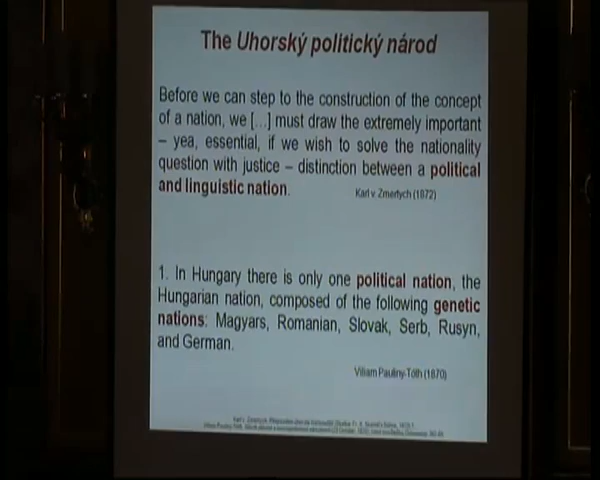 The Uhorský politický národ
Before we can step to the construction of the concept
of a nation, we [...] must draw the extremely important
– yea, essential, if we wish to solve the nationality
question with justice – distinction between a political
and linguistic nation.
Karl v. Zmertych (1872)
1. In Hungary there is only one political nation, the
Hungarian nation, composed of the following genetic
nations: Magyars, Romanian, Slovak, Serb, Rusyn,
and German.
Viliam Pauliny-Tóth (1870)